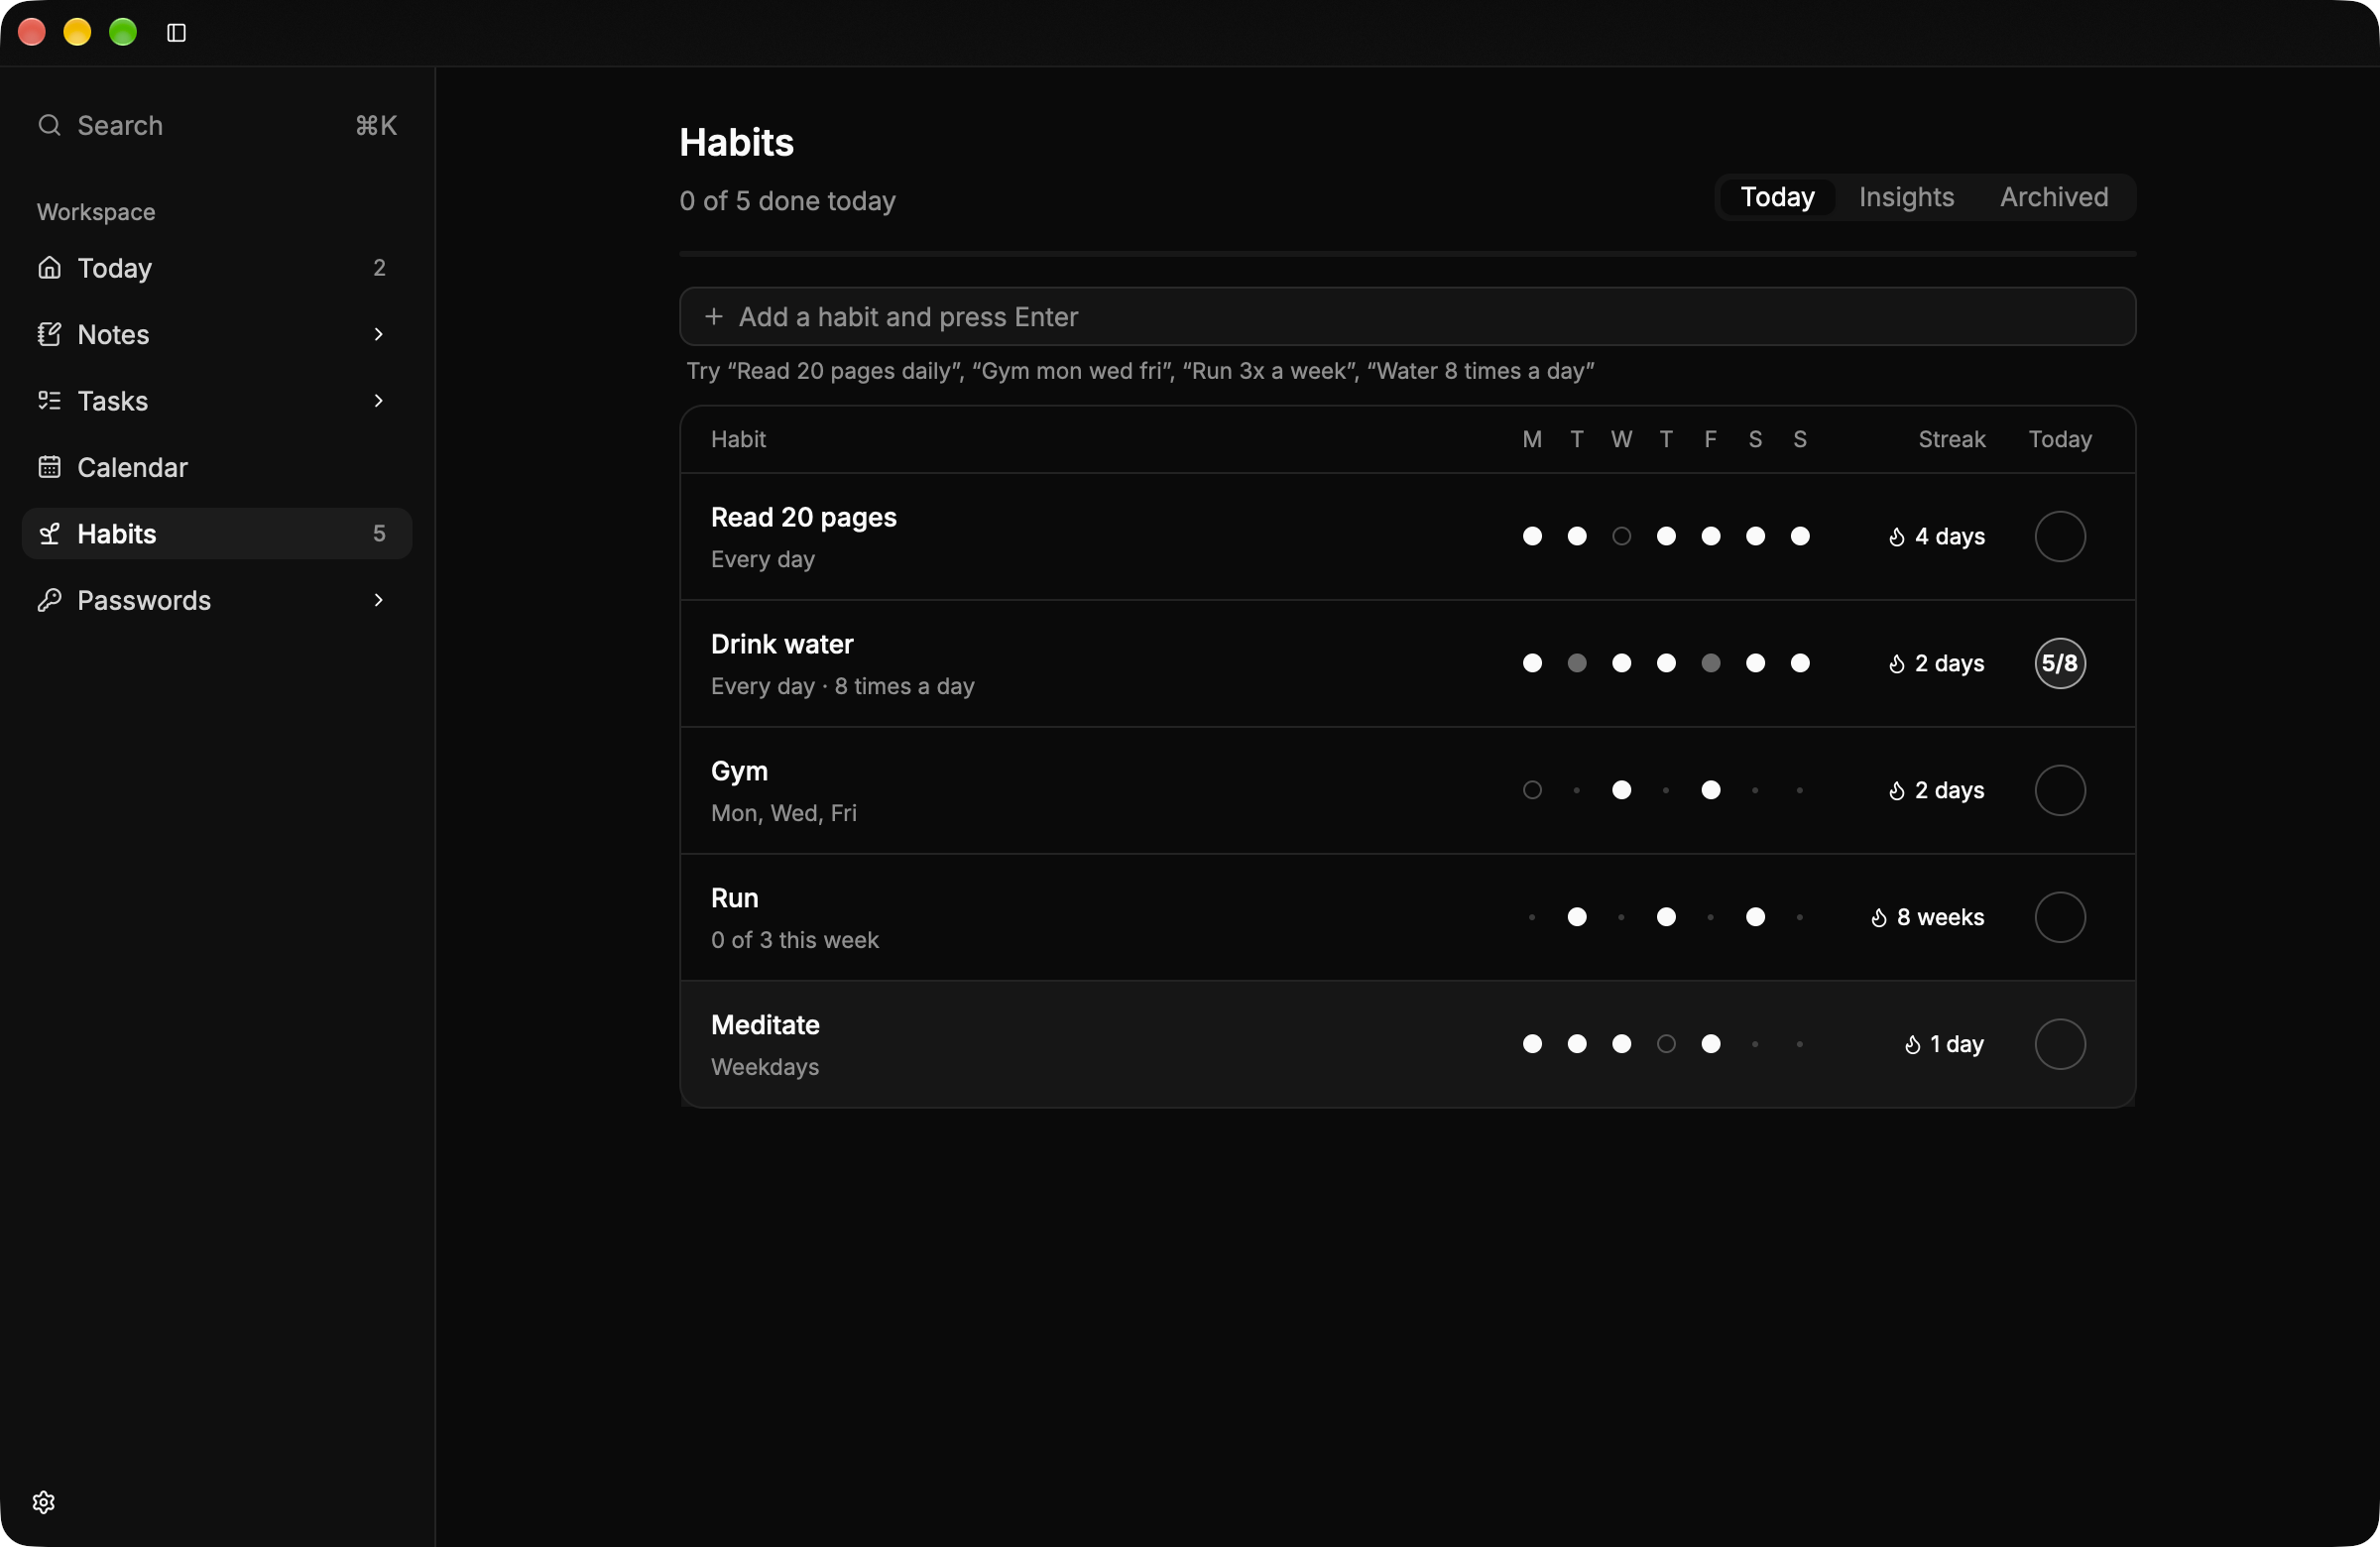 Search ⌘K
Workspace
Today 2
Notes
Tasks
Calendar
Habits 5
Passwords
Habits
0 of 5 done today
Today Insights Archived
Add a habit and press Enter
Try “Read 20 pages daily”, “Gym mon wed fri”, “Run 3x a week”, “Water 8 times a day”
Habit M T W T F S S Streak Today
Read 20 pages
Every day
4 days
Drink water
Every day · 8 times a day
2 days 5/8
Gym
Mon, Wed, Fri
2 days
Run
0 of 3 this week
8 weeks
Meditate
Weekdays
1 day